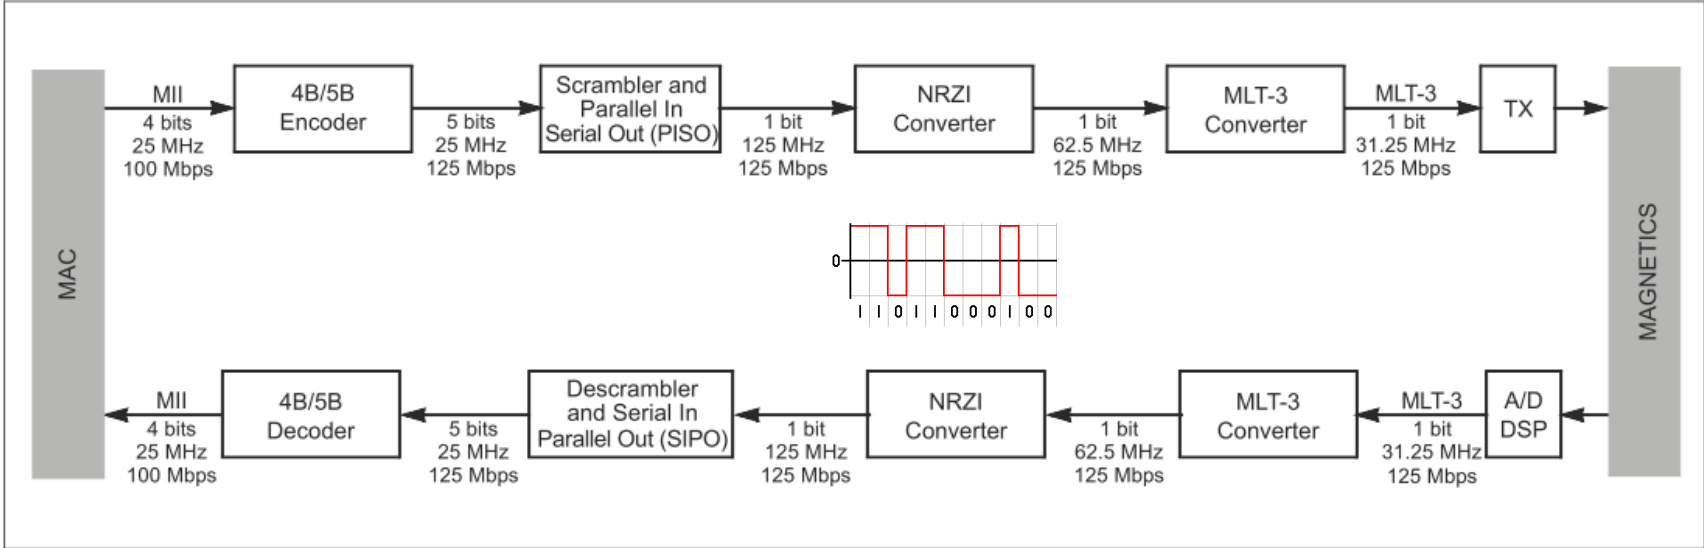 MAC
MII
4 bits
25 MHz
100 Mbps
4B/5B
Encoder
5 bits
25 MHz
125 Mbps
Scrambler and
Parallel In
Serial Out (PISO)
1 bit
125 MHz
125 Mbps
NRZI
Converter
1 bit
62.5 MHz
125 Mbps
MLT-3
Converter
MLT-3
1 bit
31.25 MHz
125 Mbps
TX
MAGNETICS
0
1 1 0 1 1 0 0 0 1 0 0
MII
4 bits
25 MHz
100 Mbps
4B/5B
Decoder
5 bits
25 MHz
125 Mbps
Descrambler
and Serial In
Parallel Out (SIPO)
1 bit
125 MHz
125 Mbps
NRZI
Converter
1 bit
62.5 MHz
125 Mbps
MLT-3
Converter
MLT-3
1 bit
31.25 MHz
125 Mbps
A/D
DSP